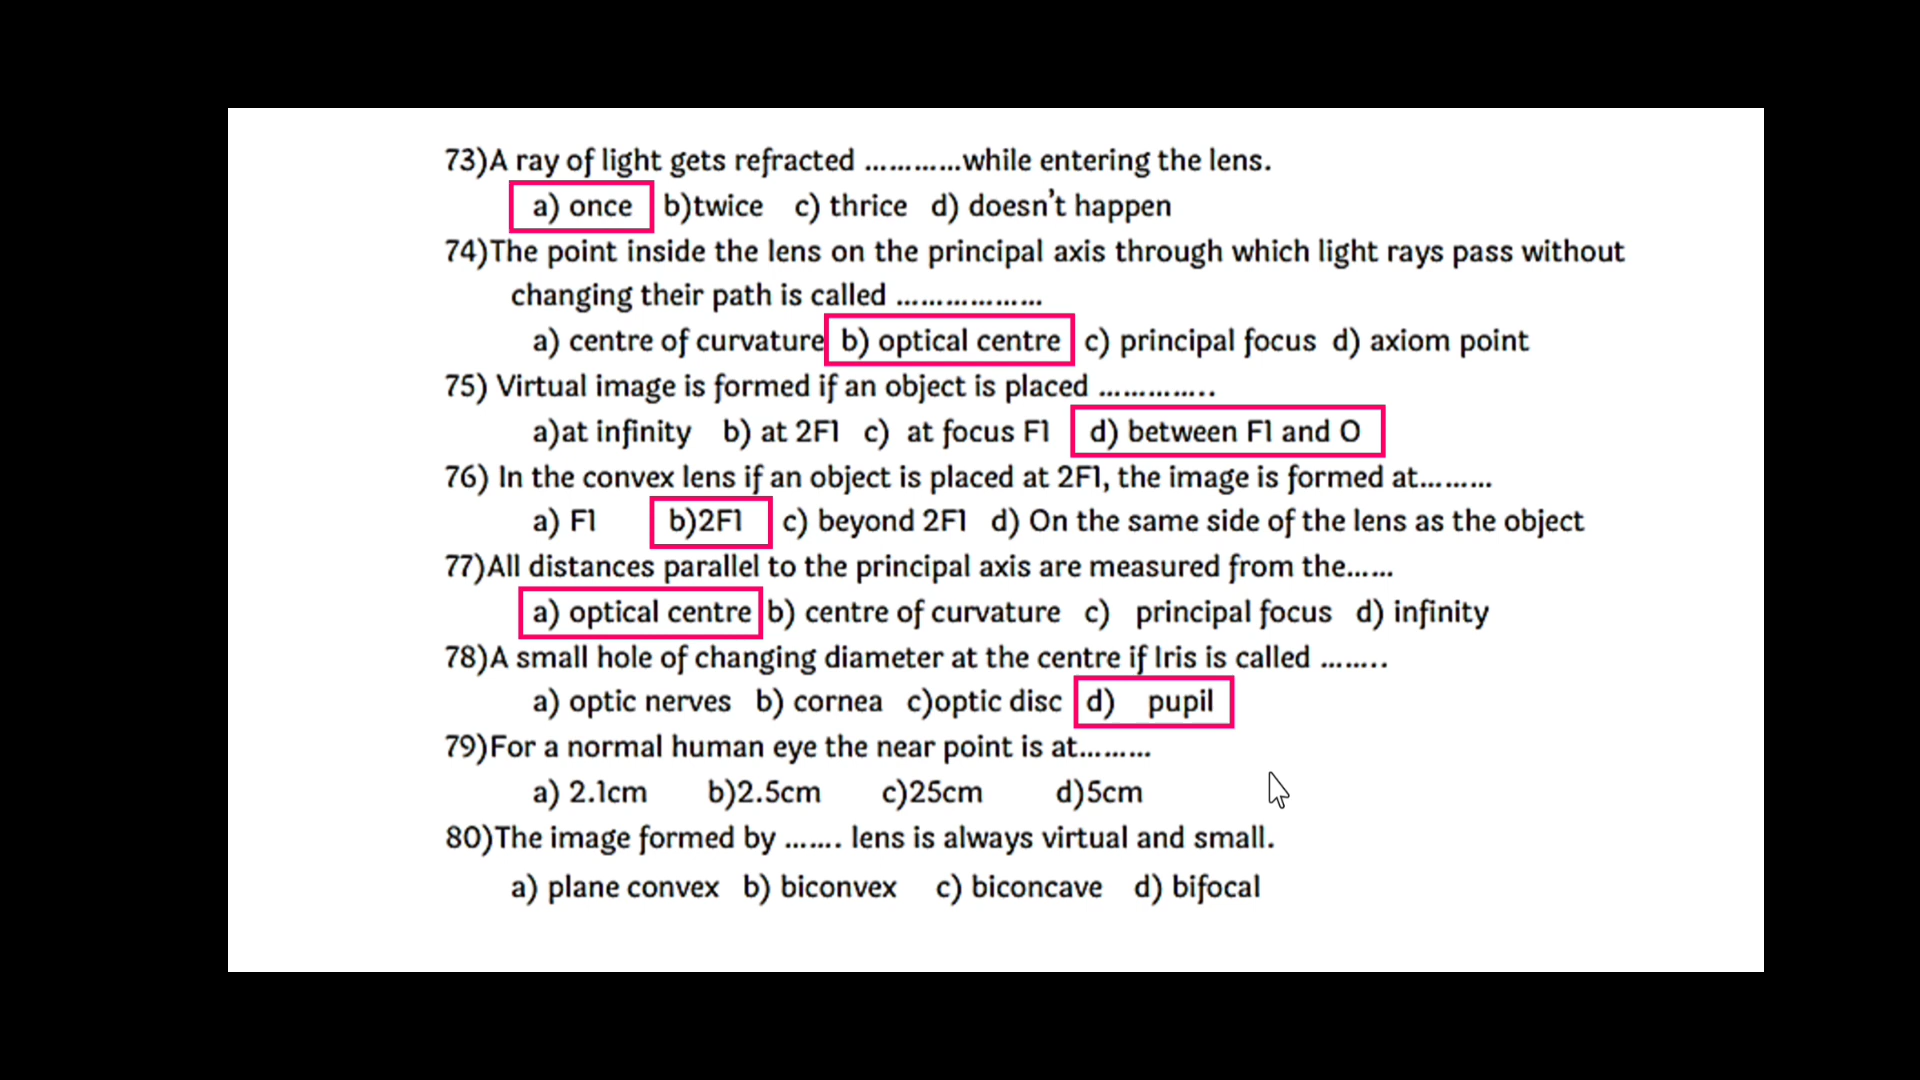 73)A ray of light gets refracted ............while entering the lens.
a) once b)twice c) thrice d) doesn't happen
74)The point inside the lens on the principal axis through which light rays pass without
changing their path is called ..................
a) centre of curvature b) optical centre c) principal focus d) axiom point
75) Virtual image is formed if an object is placed ..............
a)at infinity b) at 2F1 c) at focus F1 d) between F1 and O
76) In the convex lens if an object is placed at 2F1, the image is formed at.........
a) F1 b)2F1 c) beyond 2F1 d) On the same side of the lens as the object
77)All distances parallel to the principal axis are measured from the......
a) optical centre b) centre of curvature c) principal focus d) infinity
78)A small hole of changing diameter at the centre if Iris is called ........
a) optic nerves b) cornea c)optic disc d) pupil
79)For a normal human eye the near point is at.........
a) 2.1cm b)2.5cm c)25cm d)5cm
80)The image formed by ....... lens is always virtual and small.
a) plane convex b) biconvex c) biconcave d) bifocal